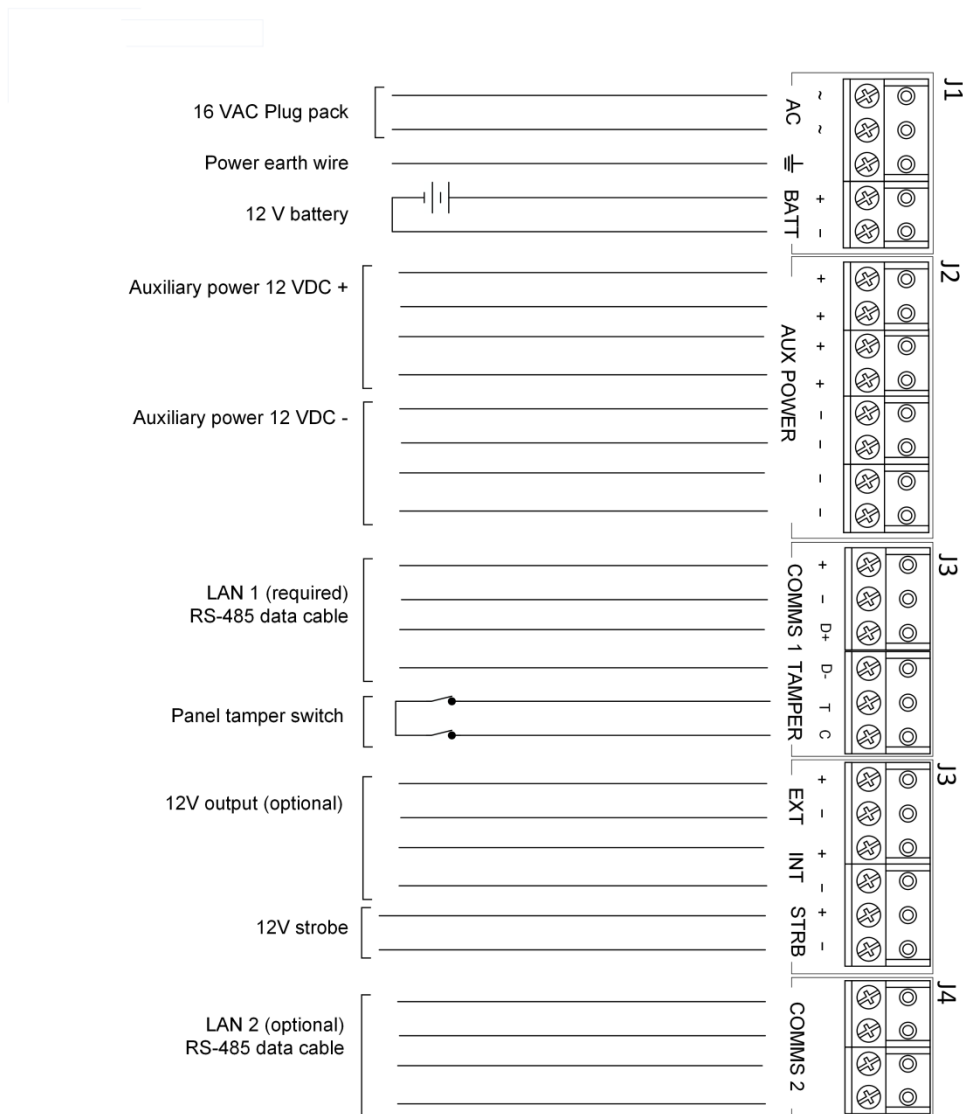 J1
16 VAC Plug pack
AC
~
~
Power earth wire
12 V battery
BATT
+
-
J2
Auxiliary power 12 VDC +
Auxiliary power 12 VDC -
AUX POWER
+
+
+
+
-
-
-
-
J3
LAN 1 (required)
RS-485 data cable
COMMS 1
+
-
D+
D-
Panel tamper switch
TAMPER
T
C
J3
12V output (optional)
EXT
+
-
INT
+
-
12V strobe
STRB
+
-
J4
LAN 2 (optional)
RS-485 data cable
COMMS 2